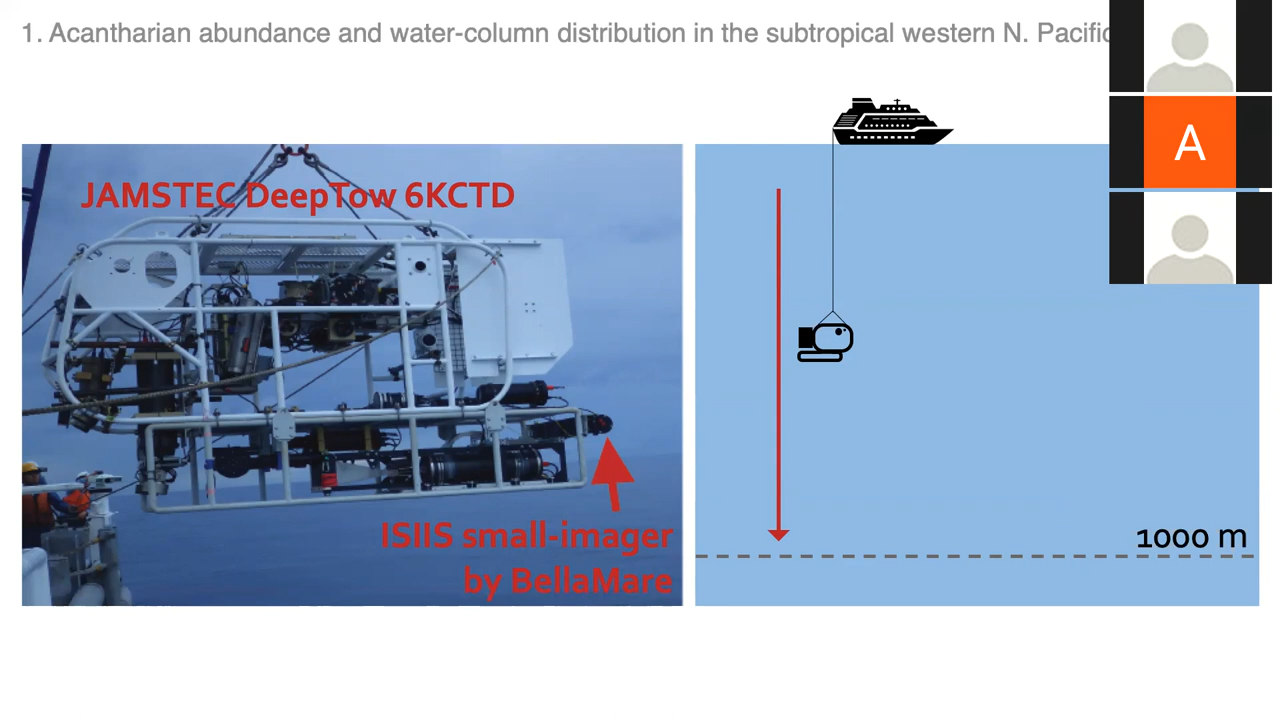 1. Acantharian abundance and water-column distribution in the subtropical western N. Pacific
A
JAMSTEC DeepTow 6KCTD
ISIIS small-imager
by BellaMare
1000 m